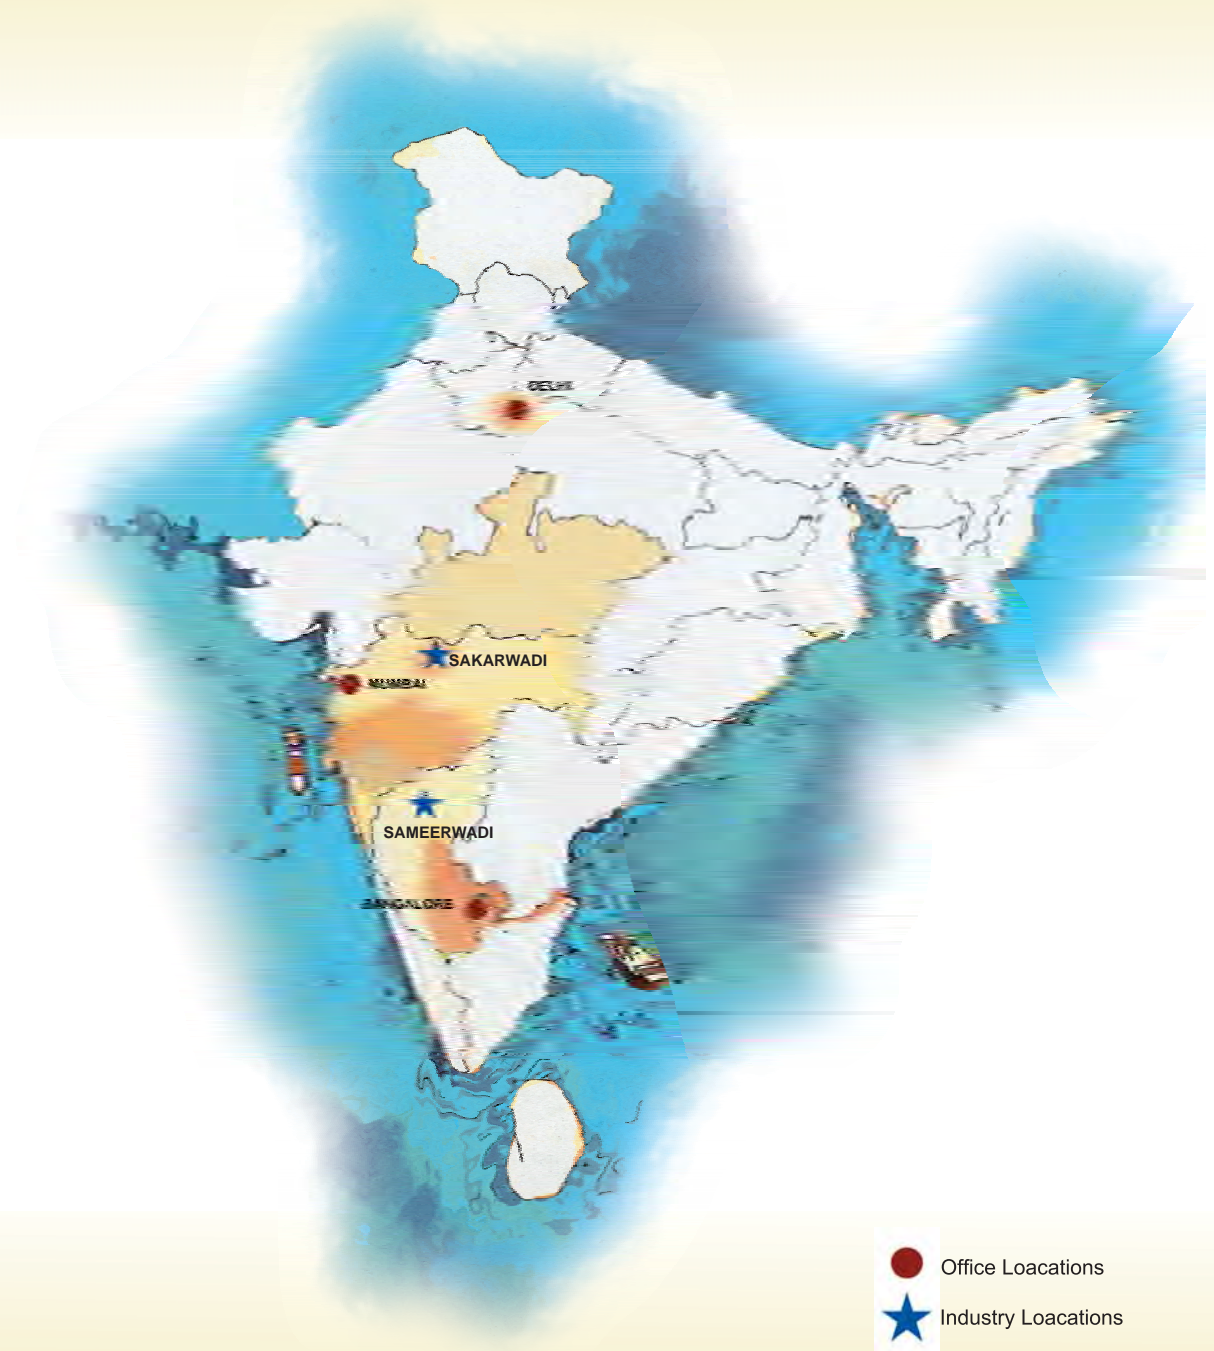 DELHI
SAKARWADI
MUMBAI
SAMEERWADI
BANGALORE
Office Loacations
Industry Loacations